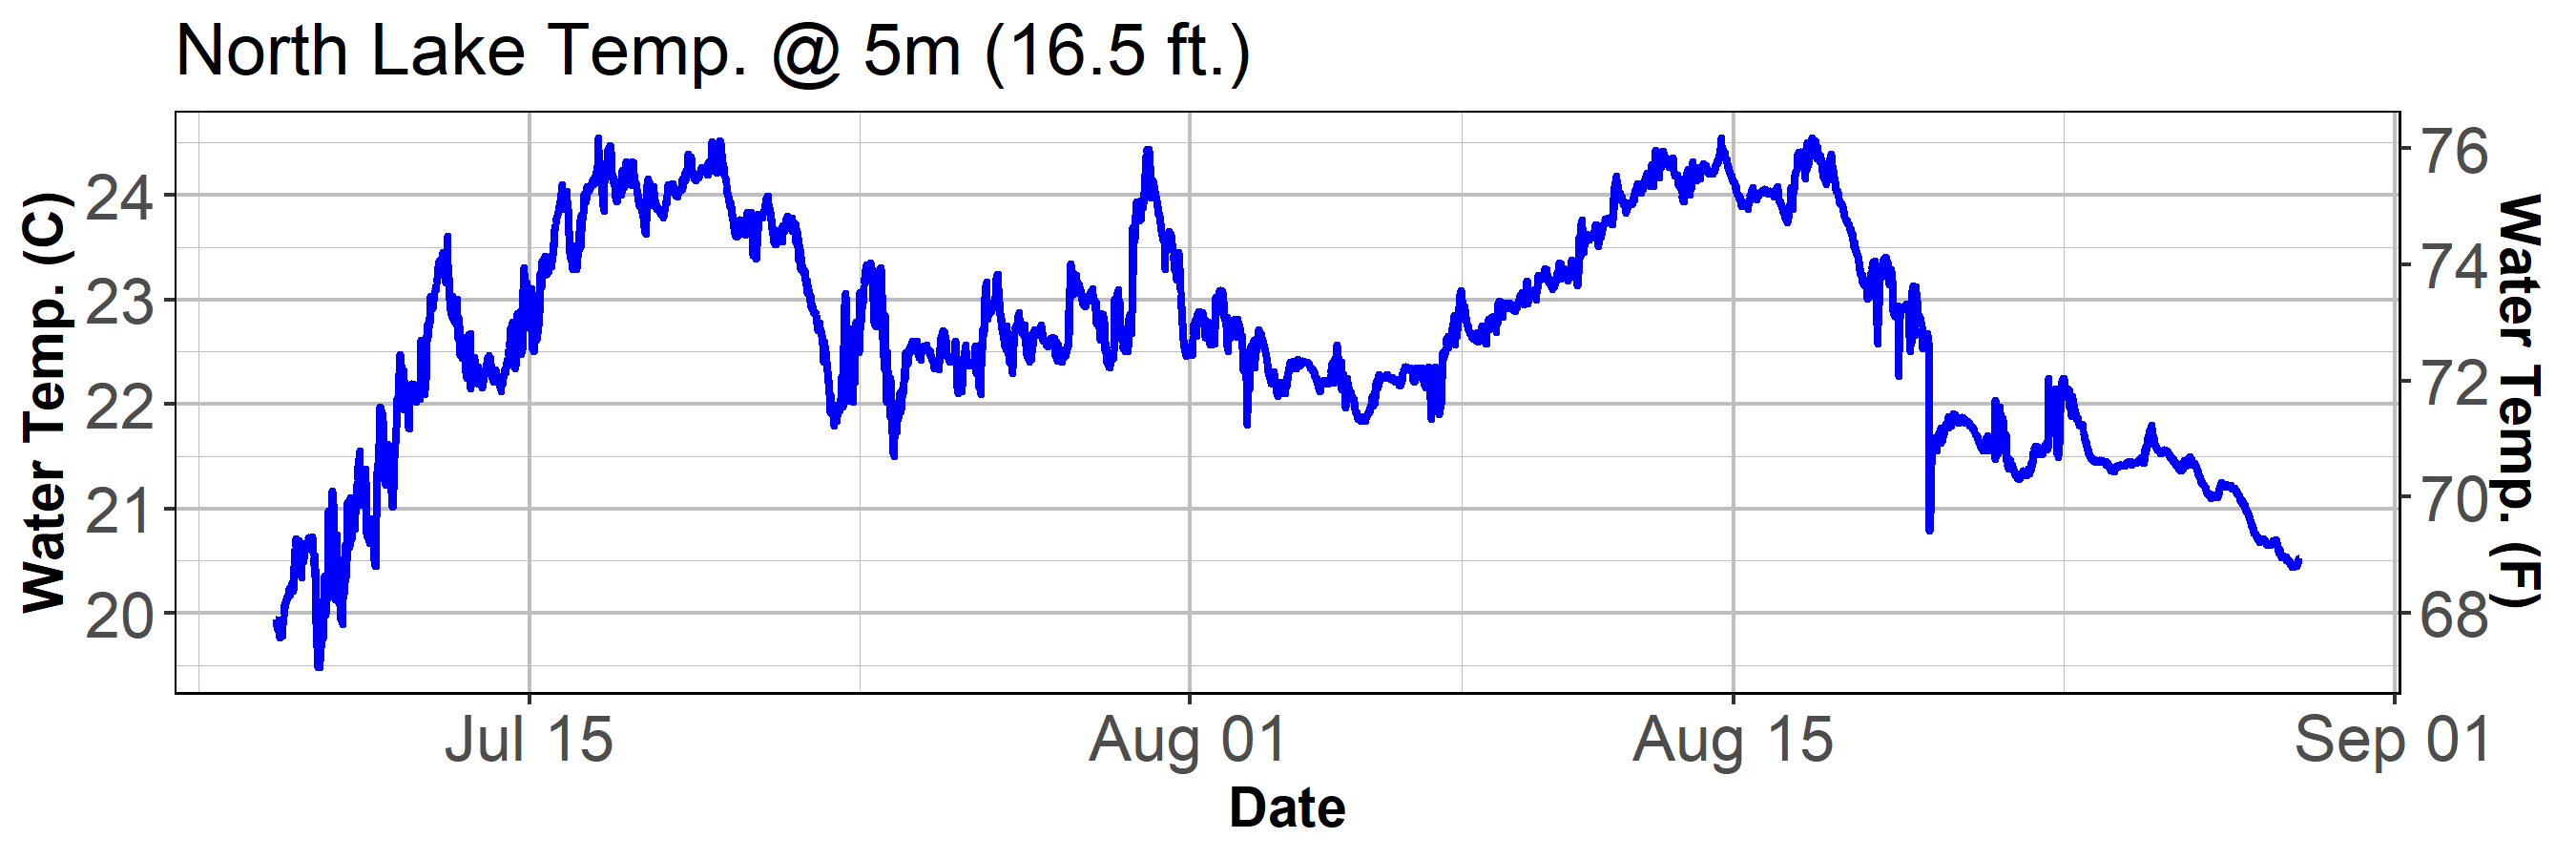 North Lake Temp. @ 5m (16.5 ft.)
Water Temp. (C)
24
23
22
21
20
76
74
72
70
68
Water Temp. (F)
Jul 15
Aug 01
Aug 15
Sep 01
Date